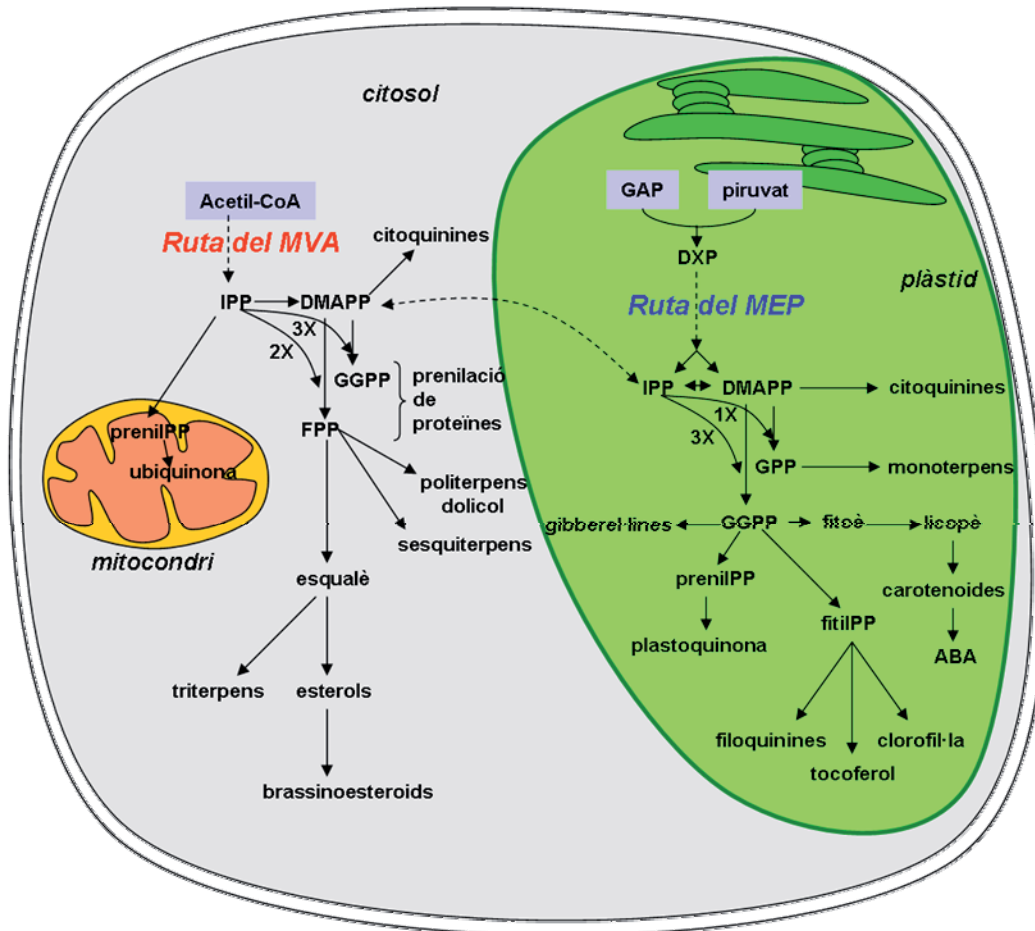 citosol
Acetil-CoA
Ruta del MVA
citoquinines
IPP
DMAPP
3X
2X
GGPP
prenilació
de
proteïnes
FPP
prenilPP
ubiquinona
mitocondri
politerpens
dolicol
sesquiterpens
esqualè
triterpens
esterols
brassinoesteroids
GAP
piruvat
DXP
plàstid
Ruta del MEP
IPP
DMAPP
citoquinines
1X
3X
GPP
monoterpens
gibberel·lines
GGPP
fitoè
licopè
prenilPP
carotenoides
plastoquinona
fitilPP
ABA
filoquinines
clorofil·la
tocoferol